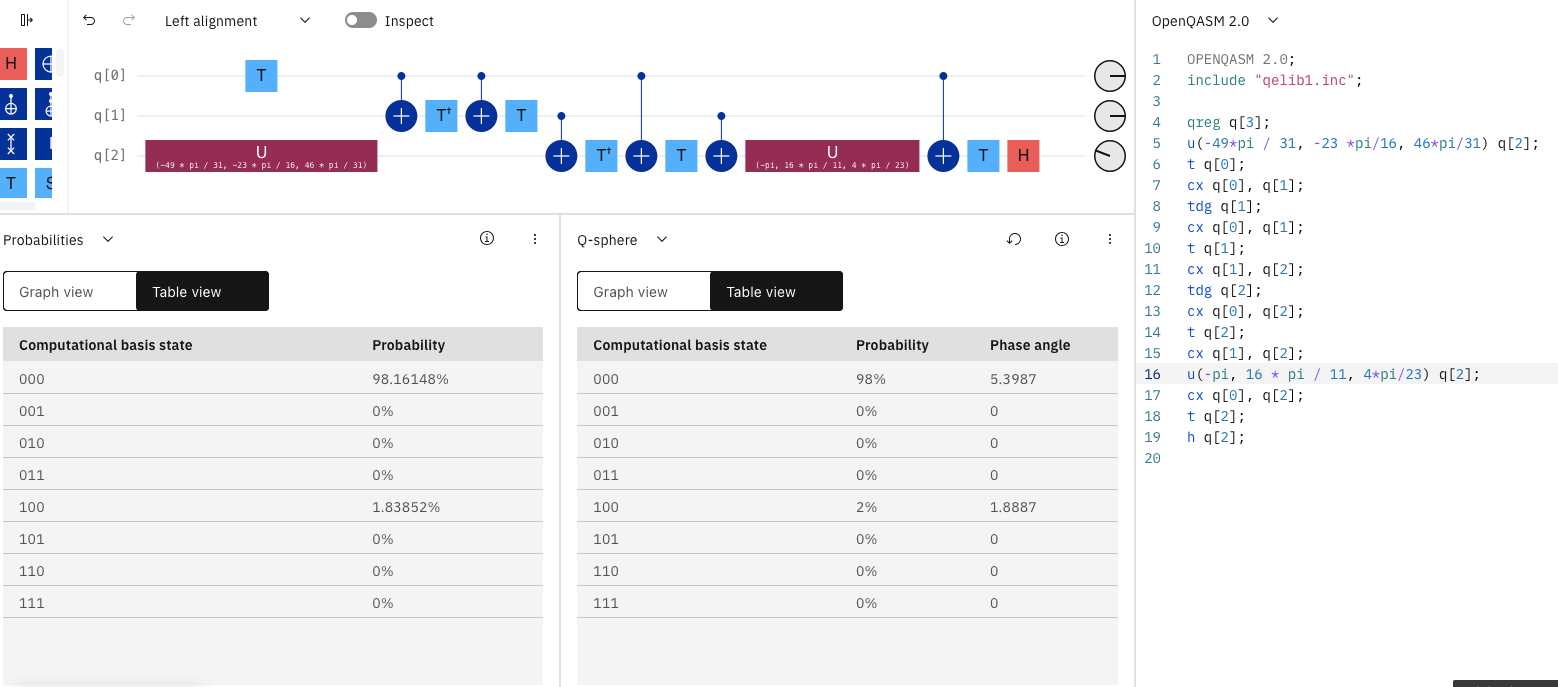 Left alignment
Inspect
OpenQASM 2.0
H
T
q[0]
T
q[1]
T†
T
q[2]
U
(−49 * pi / 31, −23 * pi / 16, 46 * pi / 31)
T†
T
U
(−pi, 16 * pi / 11, 4 * pi / 23)
T
H
Probabilities
Graph view
Table view
Computational basis state Probability
000 98.16148%
001 0%
010 0%
011 0%
100 1.83852%
101 0%
110 0%
111 0%
Q-sphere
Graph view
Table view
Computational basis state Probability Phase angle
000 98% 5.3987
001 0% 0
010 0% 0
011 0% 0
100 2% 1.8887
101 0% 0
110 0% 0
111 0% 0
1 OPENQASM 2.0;
2 include "qelib1.inc";
3
4 qreg q[3];
5 u(-49*pi / 31, -23 *pi/16, 46*pi/31) q[2];
6 t q[0];
7 cx q[0], q[1];
8 tdg q[1];
9 cx q[0], q[1];
10 t q[1];
11 cx q[1], q[2];
12 tdg q[2];
13 cx q[0], q[2];
14 t q[2];
15 cx q[1], q[2];
16 u(-pi, 16 * pi / 11, 4*pi/23) q[2];
17 cx q[0], q[2];
18 t q[2];
19 h q[2];
20